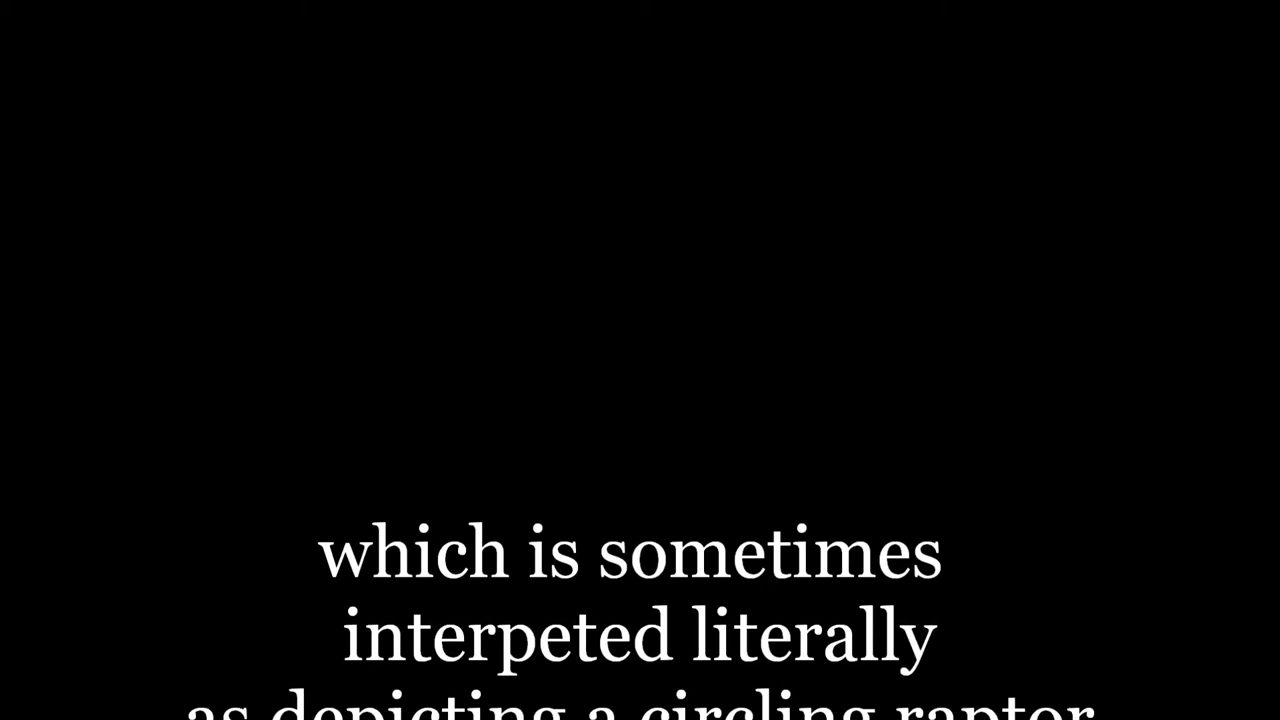 which is sometimes
interpeted literally
as depicting a circling raptor